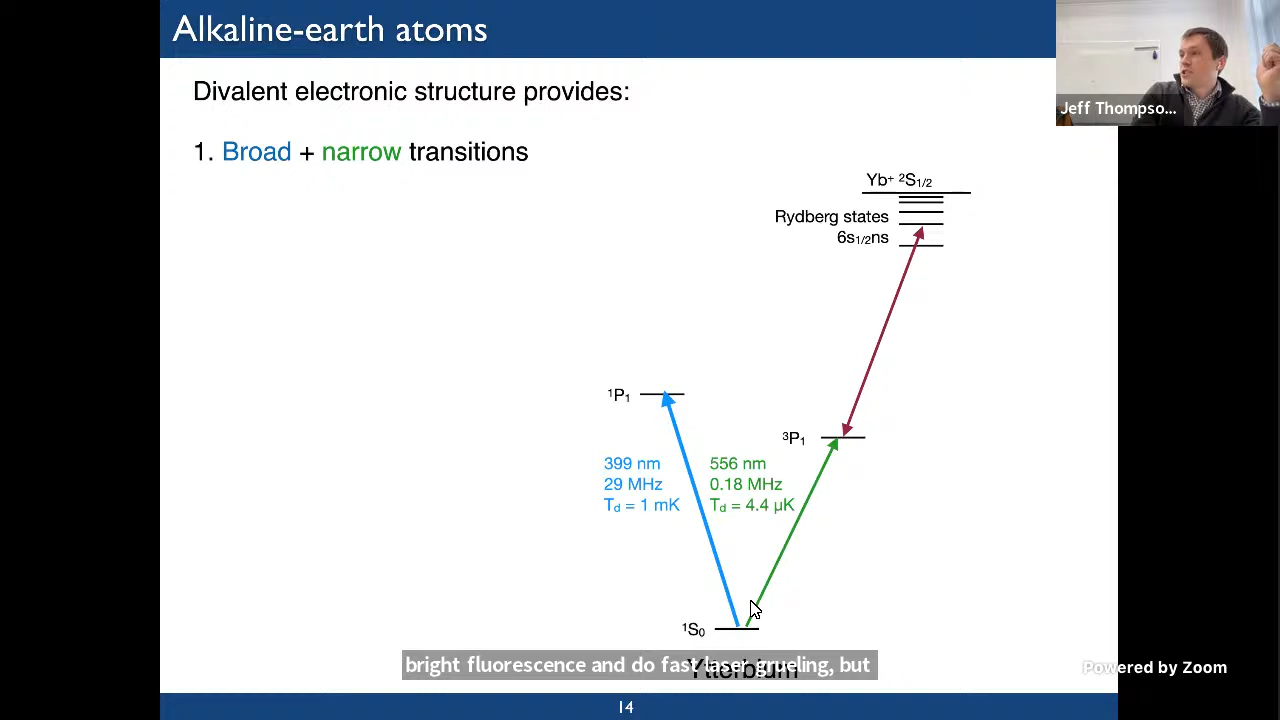 Alkaline-earth atoms
Jeff Thompso...
Divalent electronic structure provides:
1. Broad + narrow transitions
Yb⁺ ²S₁/₂
Rydberg states
6s₁/₂ns
¹P₁
³P₁
399 nm
29 MHz
T_d = 1 mK
556 nm
0.18 MHz
T_d = 4.4 µK
¹S₀
bright fluorescence and do fast laser grueling, but
Ytterbium
Powered by Zoom
14